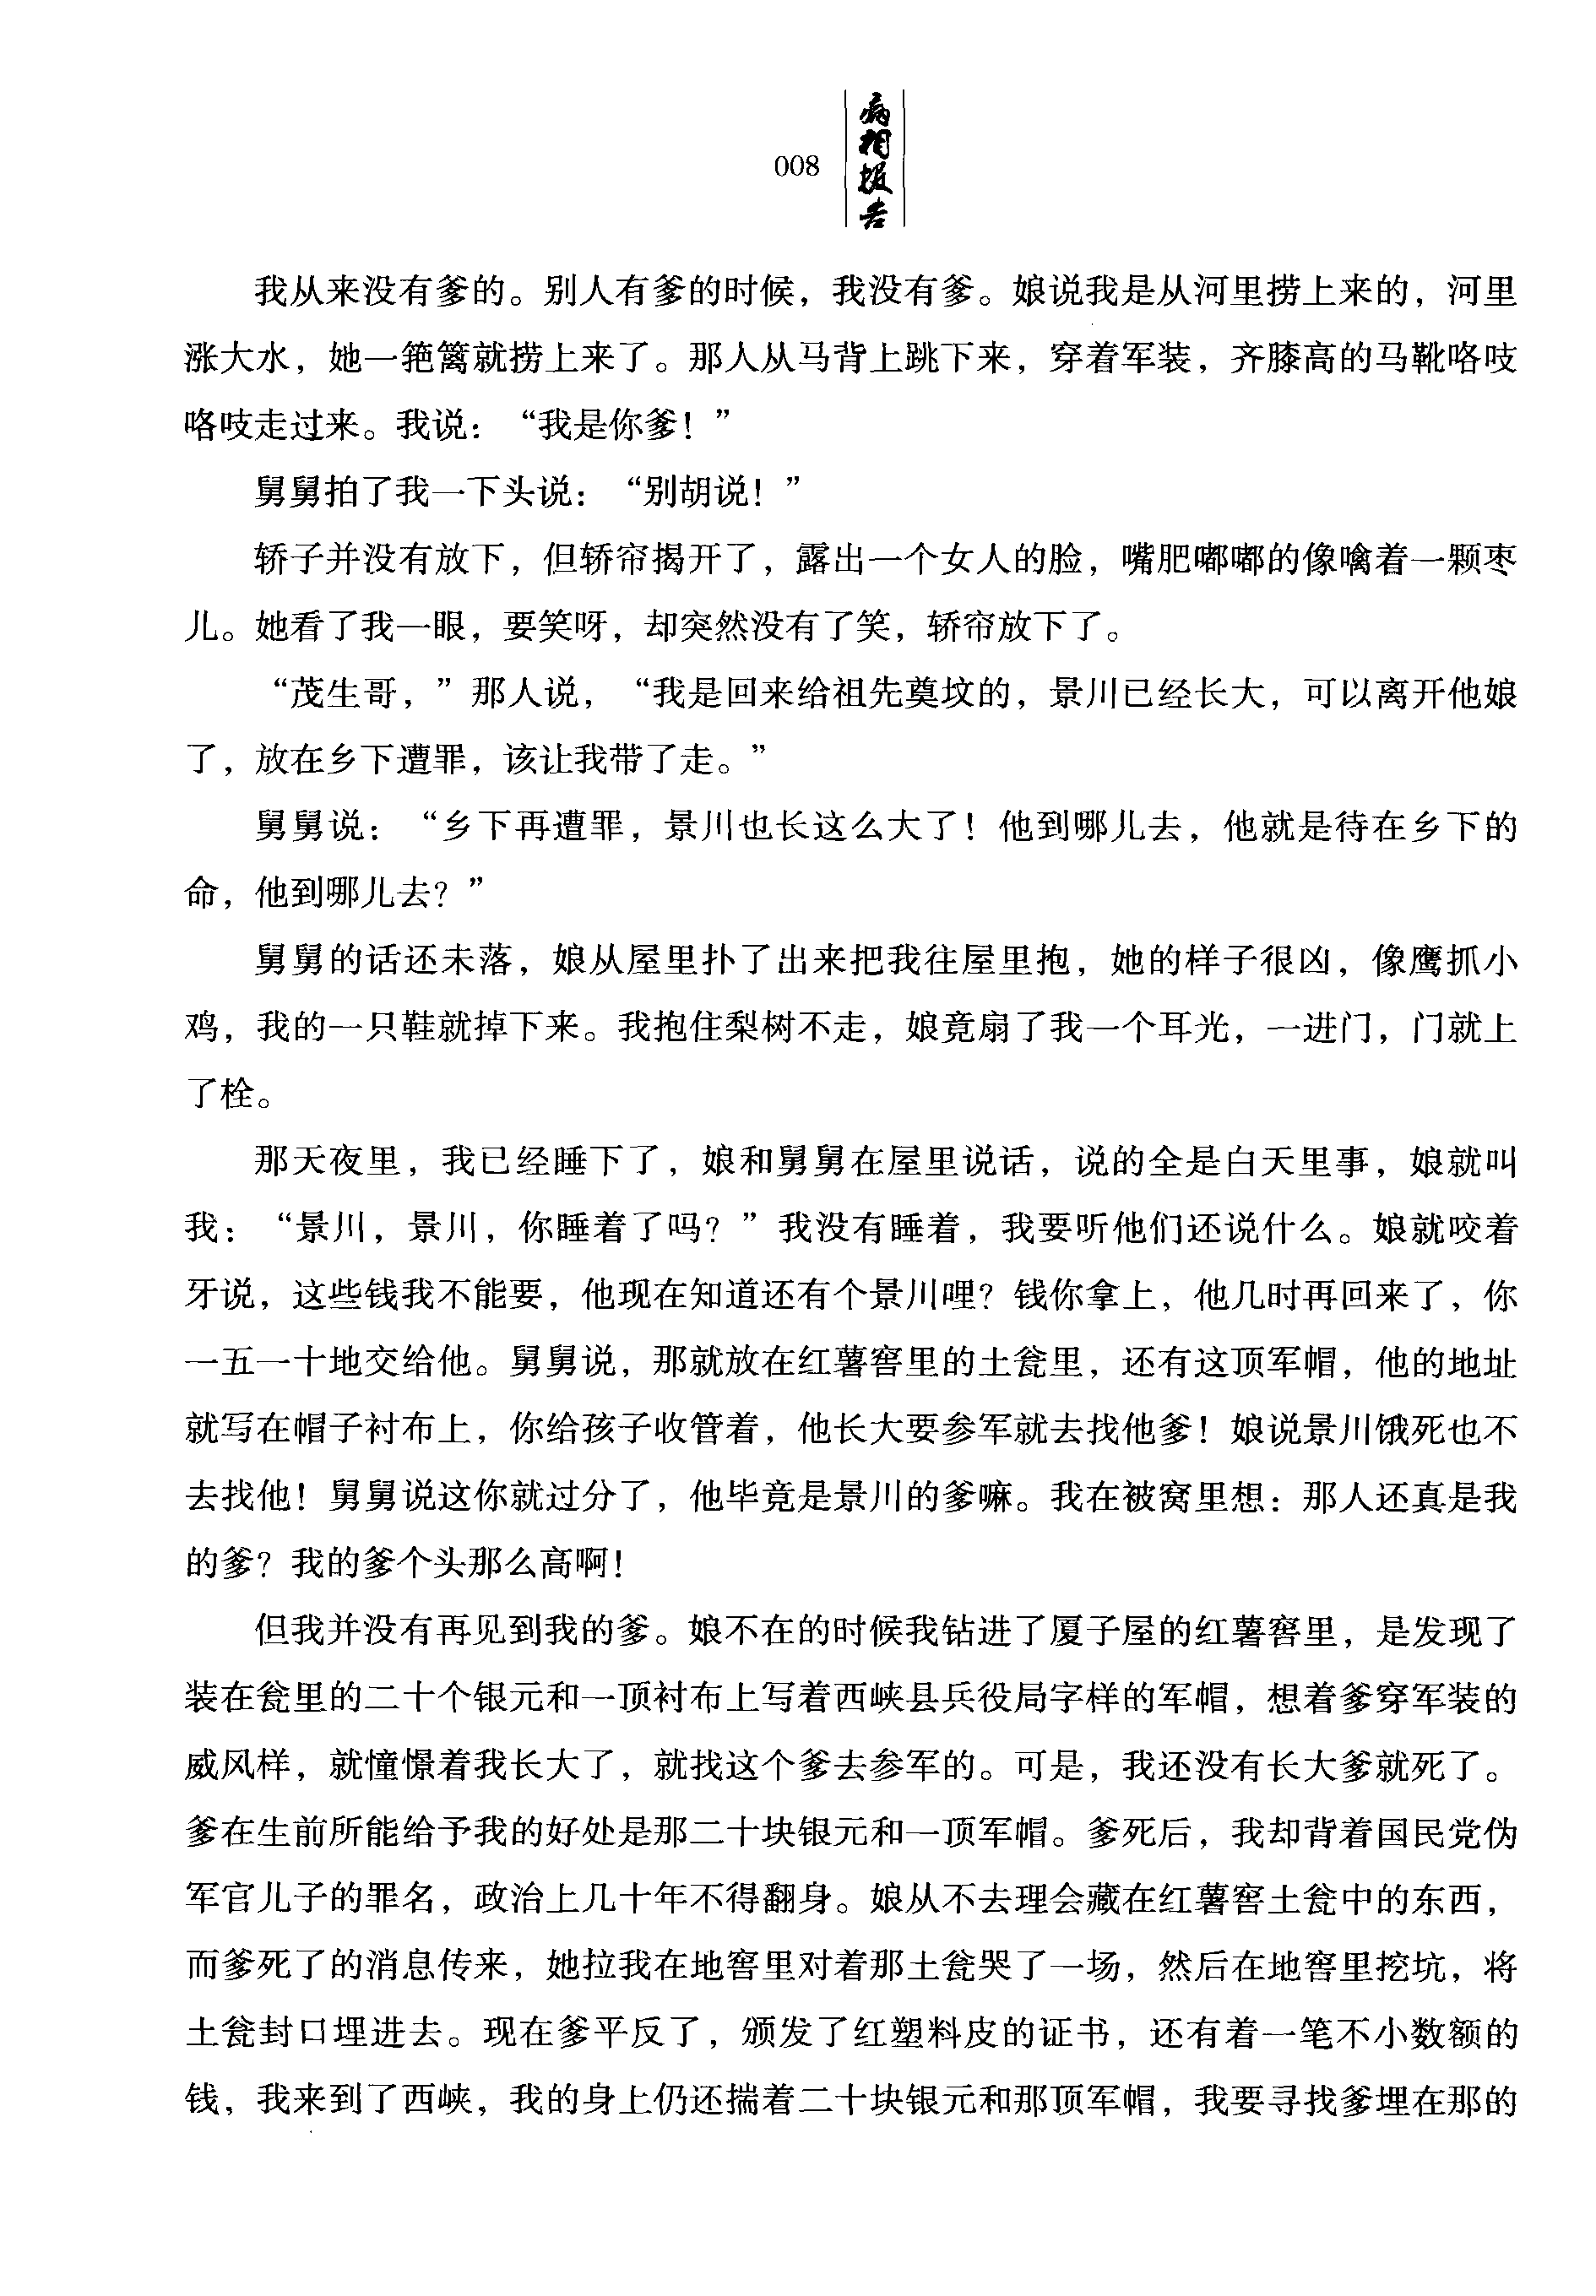 008
病相报告
我从来没有爹的。别人有爹的时候，我没有爹。娘说我是从河里捞上来的，河里
涨大水，她一筢篱就捞上来了。那人从马背上跳下来，穿着军装，齐膝高的马靴咯吱
咯吱走过来。我说：“我是你爹！”
舅舅拍了我一下头说：“别胡说！”
轿子并没有放下，但轿帘揭开了，露出一个女人的脸，嘴肥嘟嘟的像噙着一颗枣
儿。她看了我一眼，要笑呀，却突然没有了笑，轿帘放下了。
“茂生哥，”那人说，“我是回来给祖先奠坟的，景川已经长大，可以离开他娘
了，放在乡下遭罪，该让我带了走。”
舅舅说：“乡下再遭罪，景川也长这么大了！他到哪儿去，他就是待在乡下的
命，他到哪儿去？”
舅舅的话还未落，娘从屋里扑了出来把我往屋里抱，她的样子很凶，像鹰抓小
鸡，我的一只鞋就掉下来。我抱住梨树不走，娘竟扇了我一个耳光，一进门，门就上
了栓。
那天夜里，我已经睡下了，娘和舅舅在屋里说话，说的全是白天里事，娘就叫
我：“景川，景川，你睡着了吗？”我没有睡着，我要听他们还说什么。娘就咬着
牙说，这些钱我不能要，他现在知道还有个景川哩？钱你拿上，他几时再回来了，你
一五一十地交给他。舅舅说，那就放在红薯窖里的土瓮里，还有这顶军帽，他的地址
就写在帽子衬布上，你给孩子收管着，他长大要参军就去找他爹！娘说景川饿死也不
去找他！舅舅说这你就过分了，他毕竟是景川的爹嘛。我在被窝里想：那人还真是我
的爹？我的爹个头那么高啊！
但我并没有再见到我的爹。娘不在的时候我钻进了厦子屋的红薯窖里，是发现了
装在瓮里的二十个银元和一顶衬布上写着西峡县兵役局字样的军帽，想着爹穿军装的
威风样，就憧憬着我长大了，就找这个爹去参军的。可是，我还没有长大爹就死了。
爹在生前所能给予我的好处是那二十块银元和一顶军帽。爹死后，我却背着国民党伪
军官儿子的罪名，政治上几十年不得翻身。娘从不去理会藏在红薯窖土瓮中的东西，
而爹死了的消息传来，她拉我在地窖里对着那土瓮哭了一场，然后在地窖里挖坑，将
土瓮封口埋进去。现在爹平反了，颁发了红塑料皮的证书，还有着一笔不小数额的
钱，我来到了西峡，我的身上仍还揣着二十块银元和那顶军帽，我要寻找爹埋在那的